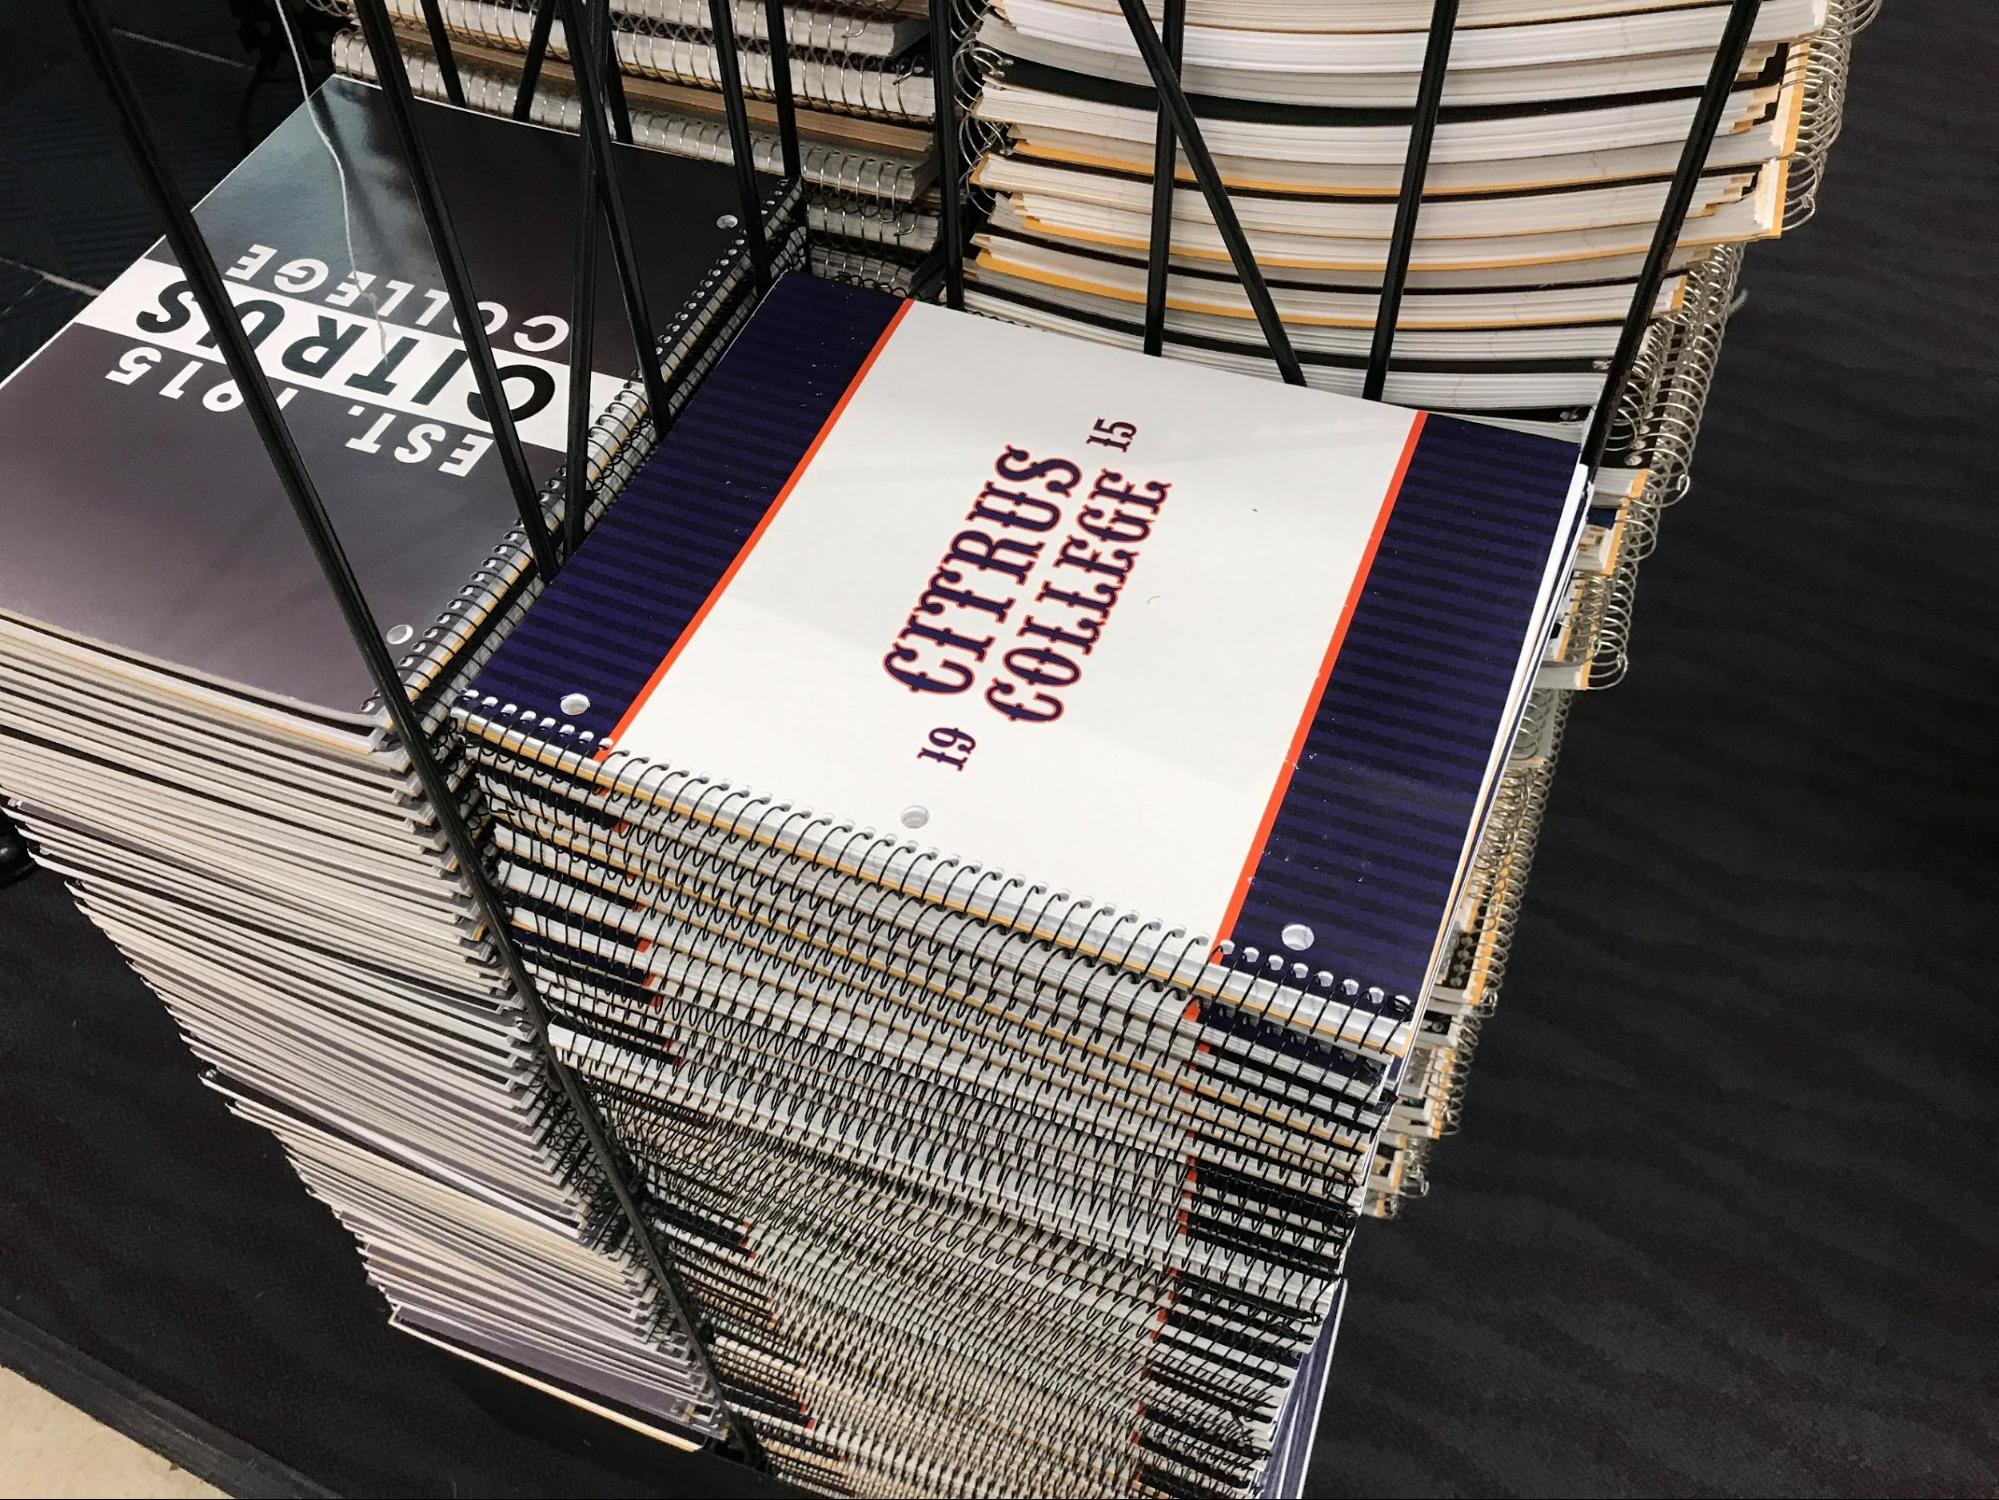 EST. 1915
CITRUS
COLLEGE
19 CITRUS 15
COLLEGE